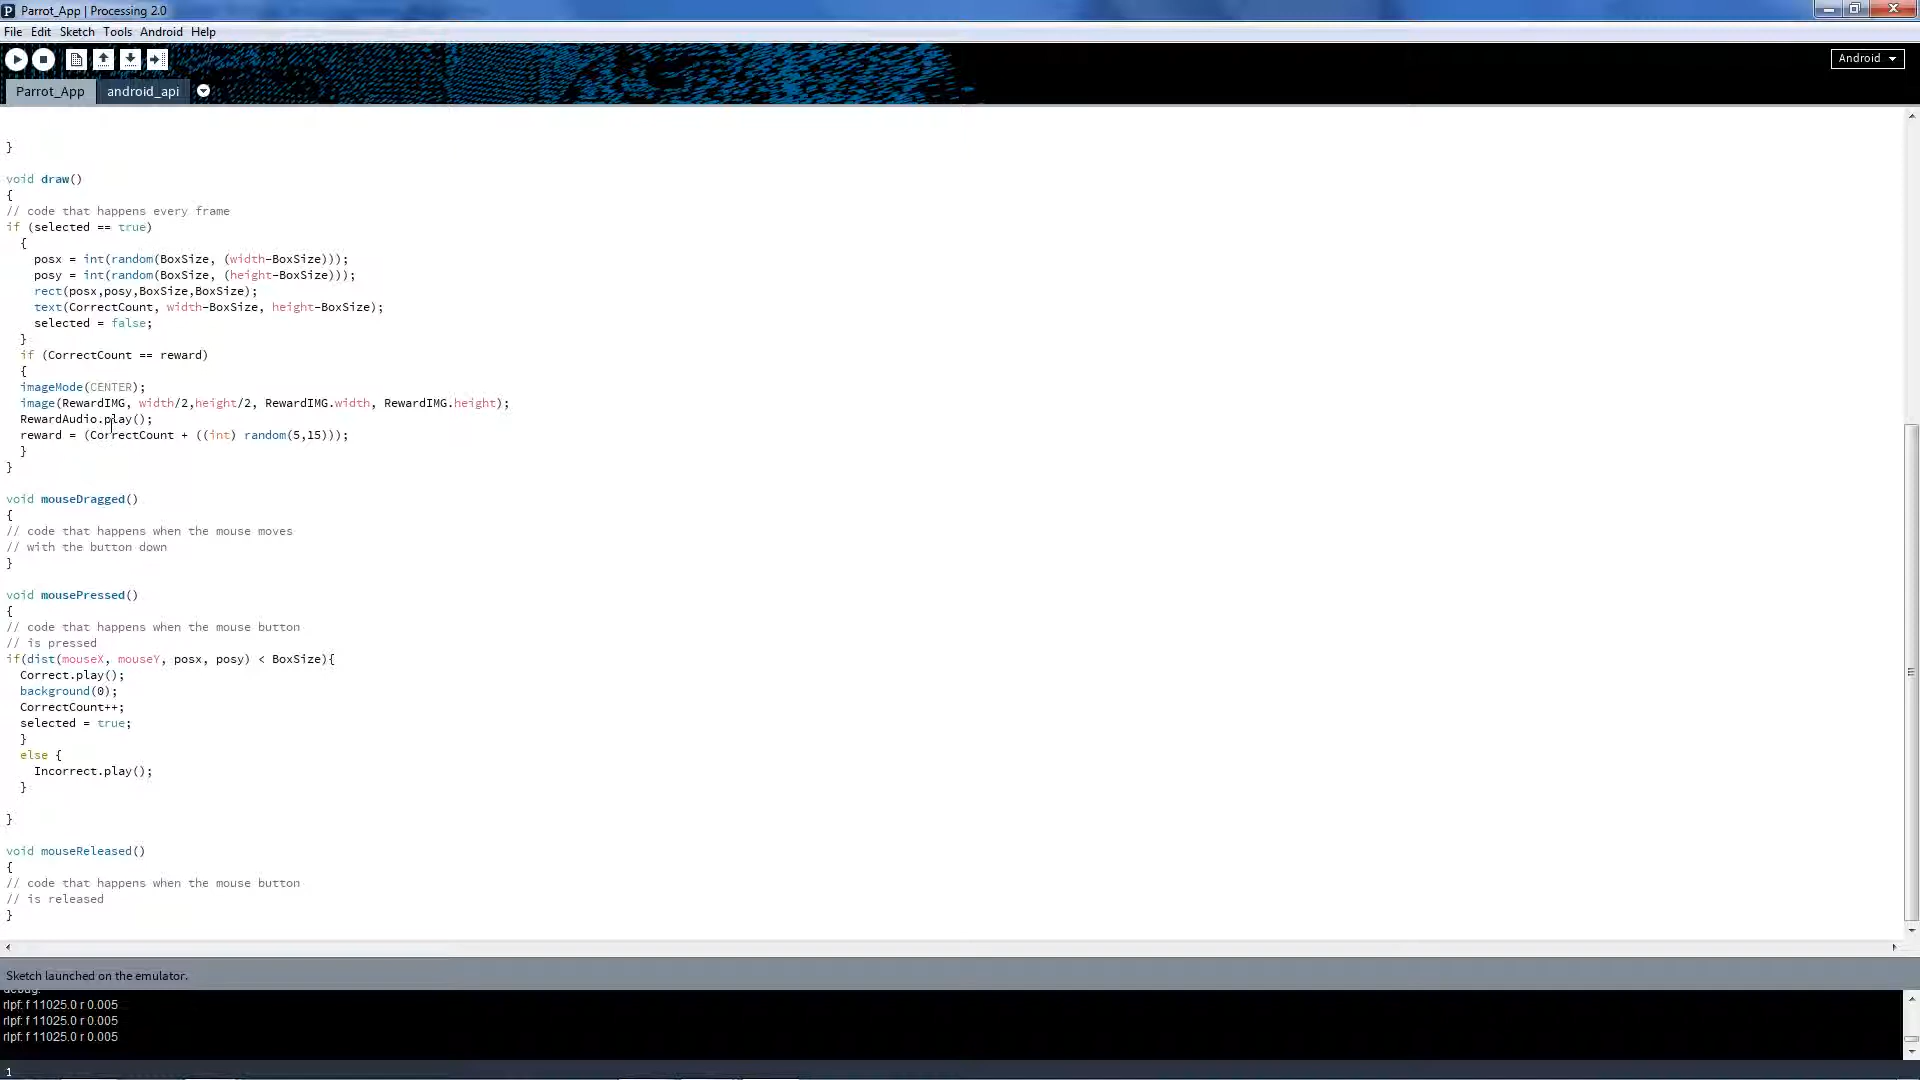 Parrot_App | Processing 2.0
File Edit Sketch Tools Android Help
Android
Parrot_App android_api
}
void draw()
{
// code that happens every frame
if (selected == true)
{
posx = int(random(BoxSize, (width-BoxSize)));
posy = int(random(BoxSize, (height-BoxSize)));
rect(posx,posy,BoxSize,BoxSize);
text(CorrectCount, width-BoxSize, height-BoxSize);
selected = false;
}
if (CorrectCount == reward)
{
imageMode(CENTER);
image(RewardIMG, width/2,height/2, RewardIMG.width, RewardIMG.height);
RewardAudio.play();
reward = (CorrectCount + ((int) random(5,15)));
}
}
void mouseDragged()
{
// code that happens when the mouse moves
// with the button down
}
void mousePressed()
{
// code that happens when the mouse button
// is pressed
if(dist(mouseX, mouseY, posx, posy) < BoxSize){
Correct.play();
background(0);
CorrectCount++;
selected = true;
}
else {
Incorrect.play();
}
}
void mouseReleased()
{
// code that happens when the mouse button
// is released
}
Sketch launched on the emulator.
debug:
rlpf: f 11025.0 r 0.005
rlpf: f 11025.0 r 0.005
rlpf: f 11025.0 r 0.005
1